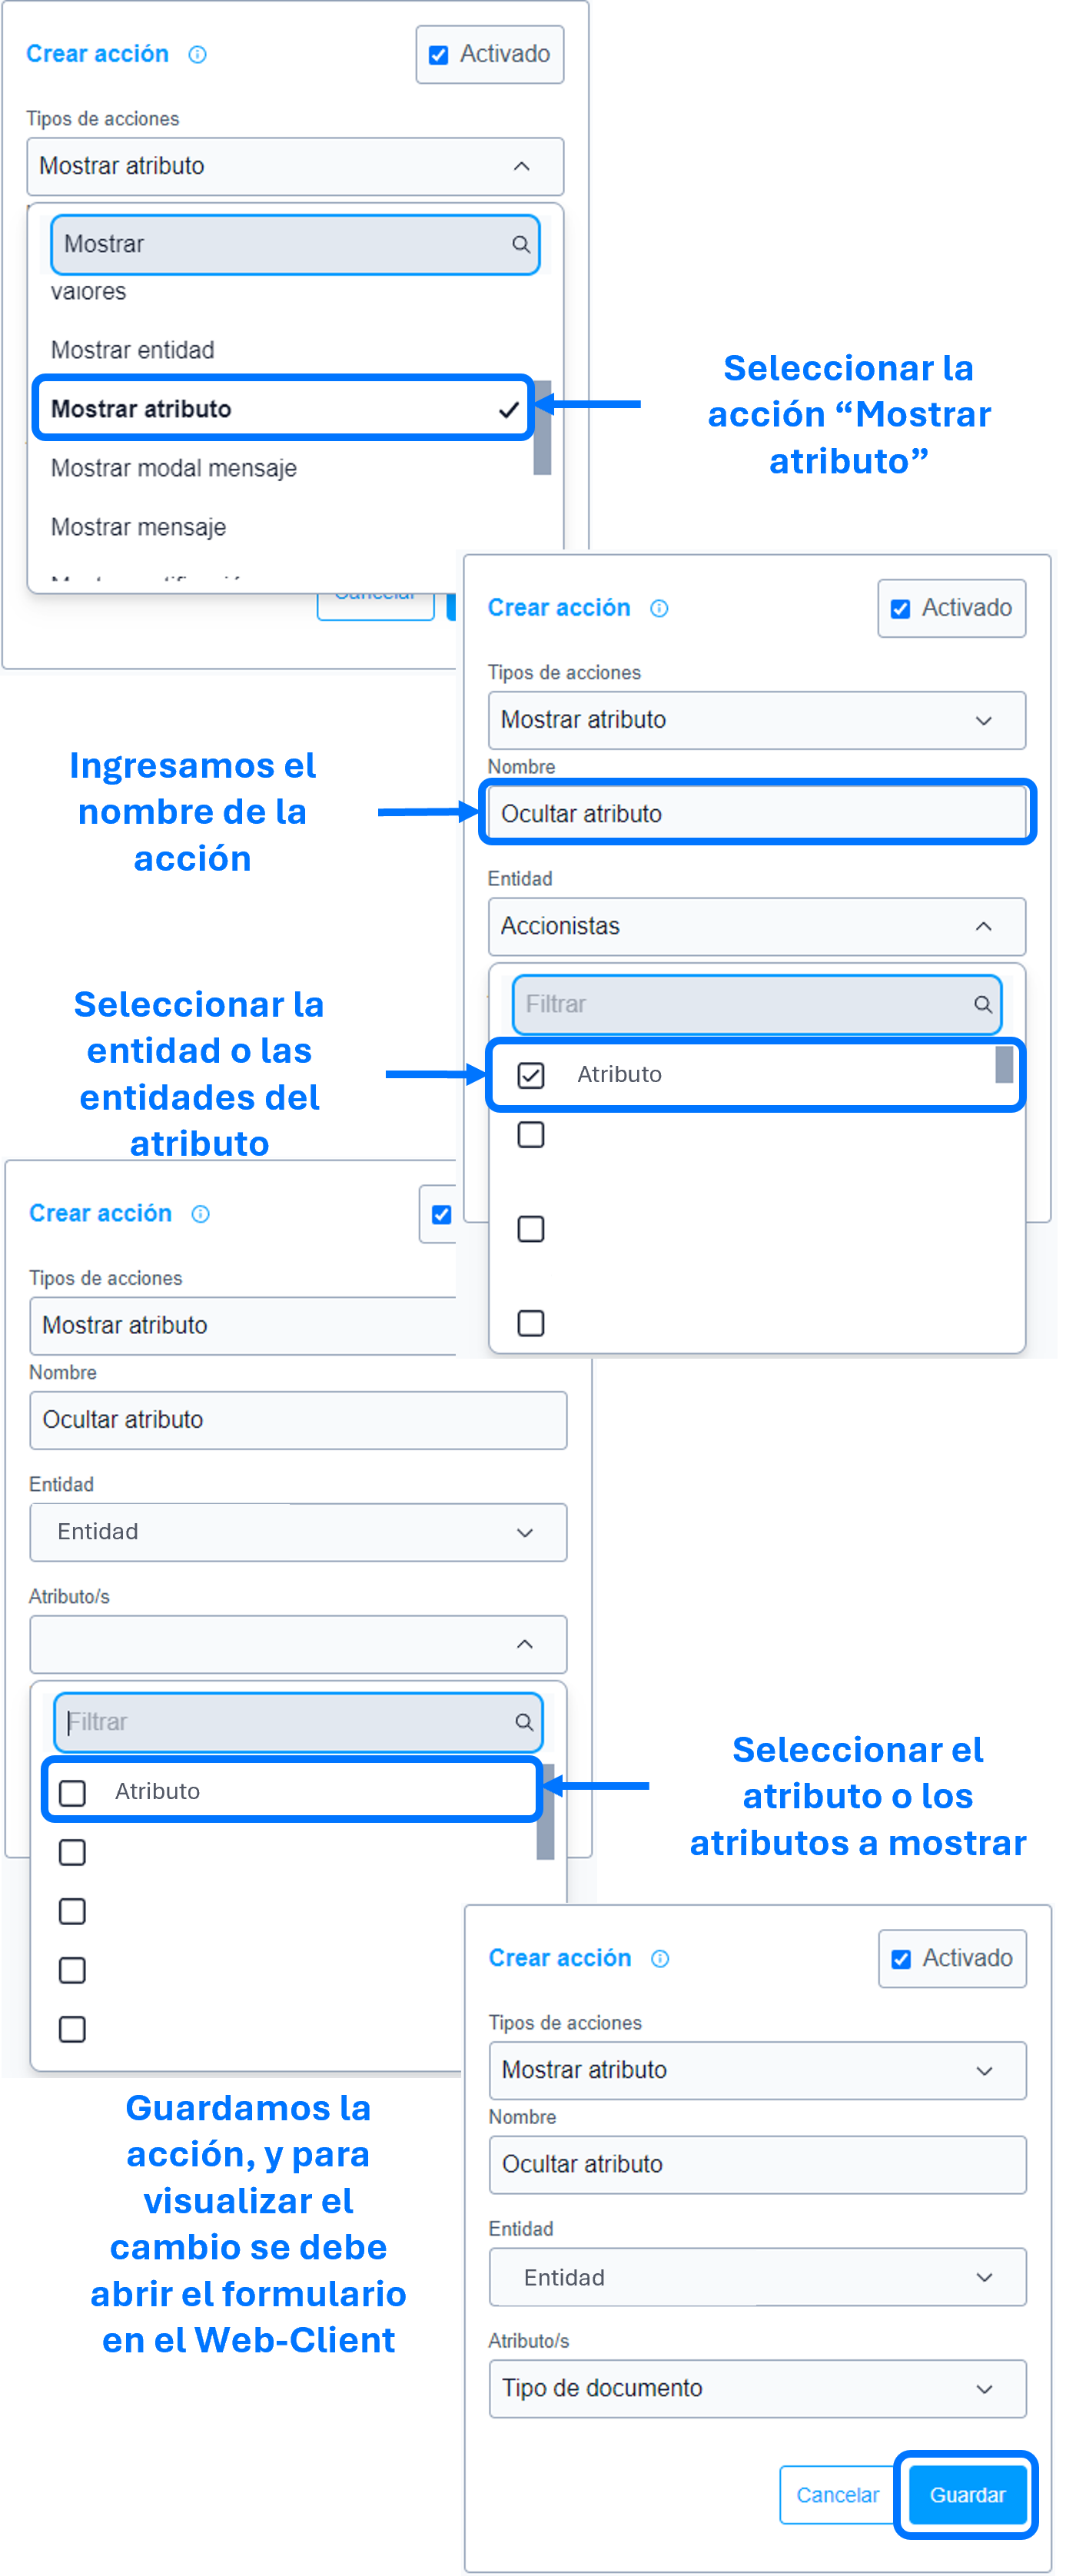 Crear acción
Activado
Tipos de acciones
Mostrar atributo
Mostrar
valores
Mostrar entidad
Mostrar atributo
Mostrar modal mensaje
Mostrar mensaje
Cancelar
Seleccionar la
acción “Mostrar
atributo”
Crear acción
Activado
Tipos de acciones
Mostrar atributo
Nombre
Ocultar atributo
Entidad
Accionistas
Filtrar
Atributo
Ingresamos el
nombre de la
acción
Seleccionar la
entidad o las
entidades del
atributo
Crear acción
Tipos de acciones
Mostrar atributo
Nombre
Ocultar atributo
Entidad
Entidad
Atributo/s
Filtrar
Atributo
Seleccionar el
atributo o los
atributos a mostrar
Crear acción
Activado
Tipos de acciones
Mostrar atributo
Nombre
Ocultar atributo
Entidad
Entidad
Atributo/s
Tipo de documento
Cancelar
Guardar
Guardamos la
acción, y para
visualizar el
cambio se debe
abrir el formulario
en el Web-Client